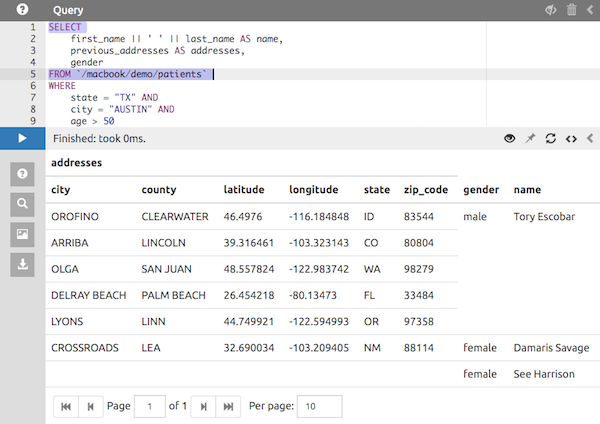 Query
1 SELECT
2 first_name || ' ' || last_name AS name,
3 previous_addresses AS addresses,
4 gender
5 FROM `/macbook/demo/patients`
6 WHERE
7 state = "TX" AND
8 city = "AUSTIN" AND
9 age > 50
Finished: took 0ms.
addresses
city county latitude longitude state zip_code gender name
OROFINO CLEARWATER 46.4976 -116.184848 ID 83544 male Tory Escobar
ARRIBA LINCOLN 39.316461 -103.323143 CO 80804
OLGA SAN JUAN 48.557824 -122.983742 WA 98279
DELRAY BEACH PALM BEACH 26.454218 -80.13473 FL 33484
LYONS LINN 44.749921 -122.594993 OR 97358
CROSSROADS LEA 32.690034 -103.209405 NM 88114 female Damaris Savage
female See Harrison
Page 1 of 1 Per page: 10